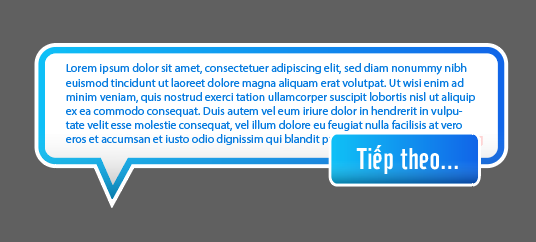 Lorem ipsum dolor sit amet, consectetuer adipiscing elit, sed diam nonummy nibh
euismod tincidunt ut laoreet dolore magna aliquam erat volutpat. Ut wisi enim ad
minim veniam, quis nostrud exerci tation ullamcorper suscipit lobortis nisl ut aliquip
ex ea commodo consequat. Duis autem vel eum iriure dolor in hendrerit in vulpu-
tate velit esse molestie consequat, vel illum dolore eu feugiat nulla facilisis at vero
eros et accumsan et iusto odio dignissim qui blandit p
Tiếp theo...